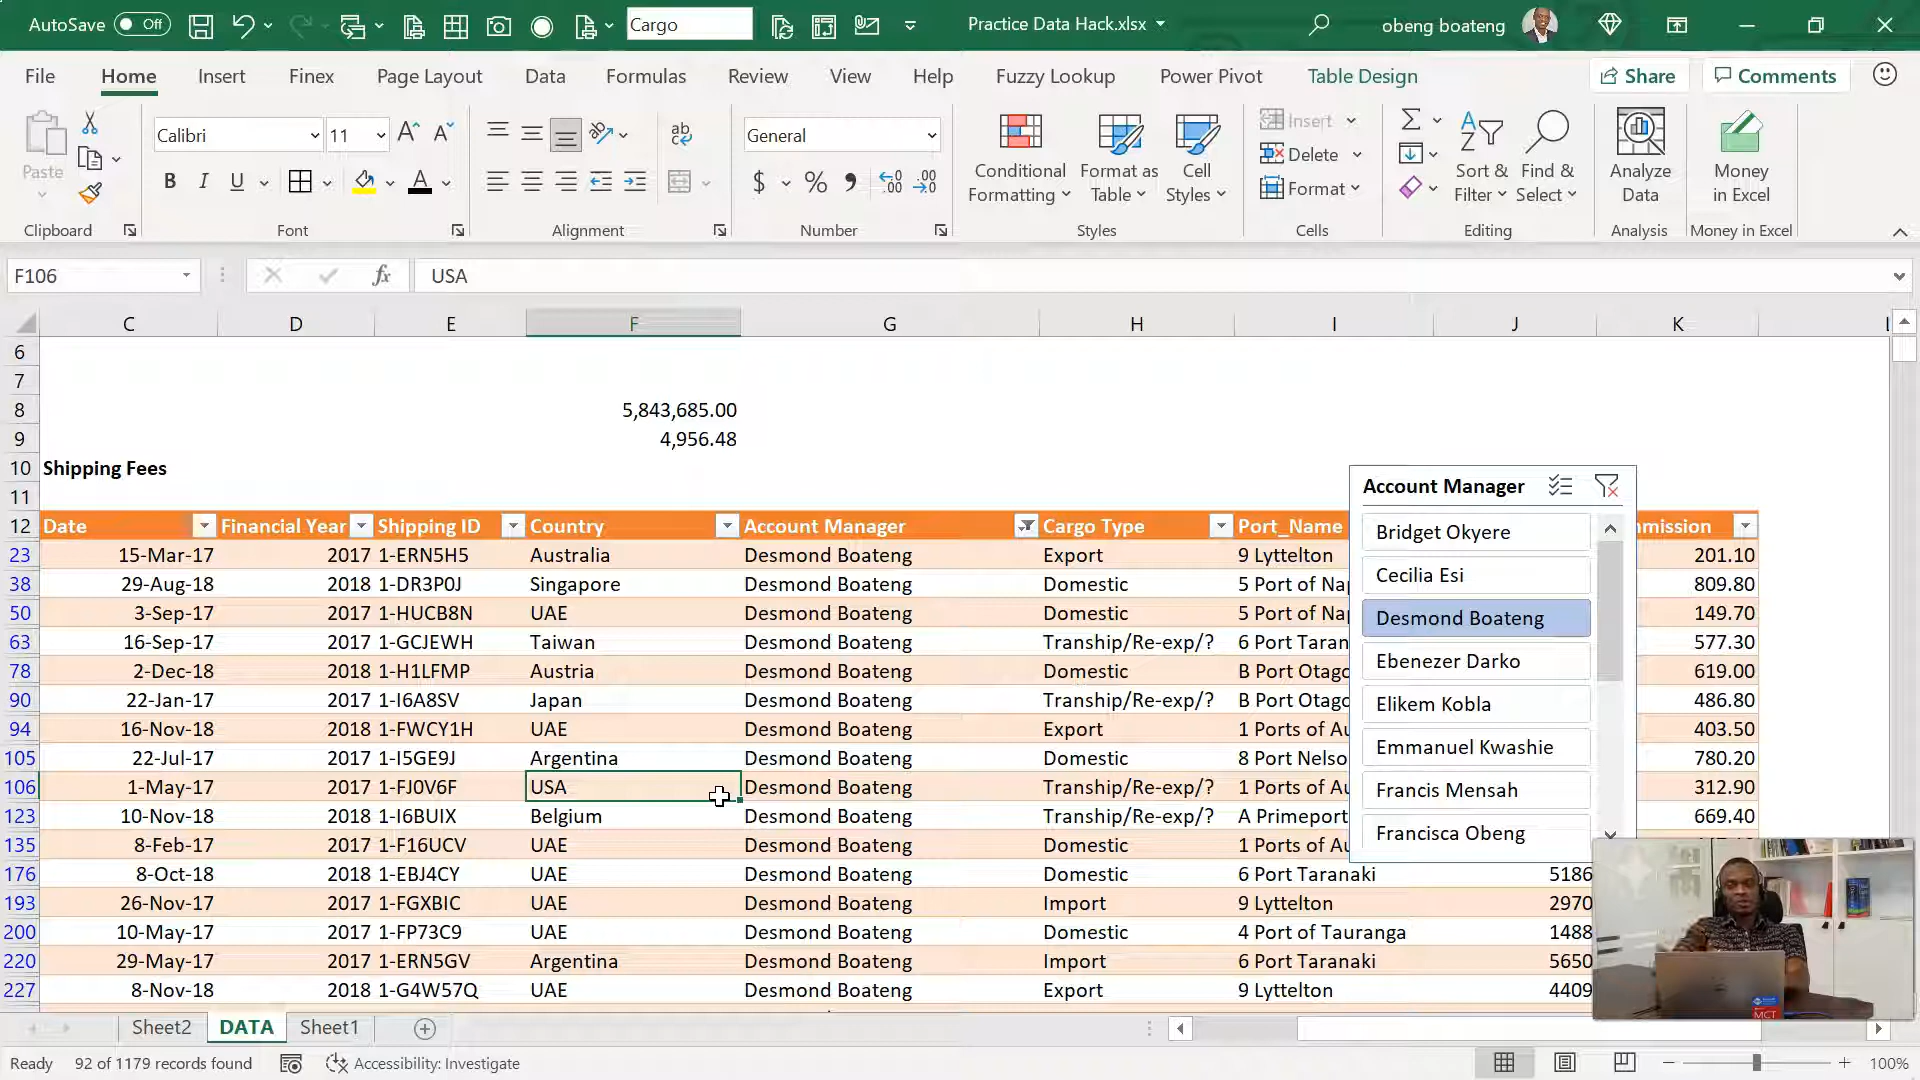 AutoSave Off Cargo Practice Data Hack.xlsx obeng boateng
File Home Insert Finex Page Layout Data Formulas Review View Help Fuzzy Lookup Power Pivot Table Design Share Comments
Paste Calibri 11 General Conditional Formatting Format as Table Cell Styles Insert Delete Format Sort & Filter Find & Select Analyze Data Money in Excel
Clipboard Font Alignment Number Styles Cells Editing Analysis Money in Excel
F106 fx USA
C D E F G H I J K L
6
7
8 5,843,685.00
9 4,956.48
10 Shipping Fees
11
12 Date Financial Year Shipping ID Country Account Manager Cargo Type Port_Name mmission
23 15-Mar-17 2017 1-ERN5H5 Australia Desmond Boateng Export 9 Lyttelton 201.10
38 29-Aug-18 2018 1-DR3P0J Singapore Desmond Boateng Domestic 5 Port of Nap 809.80
50 3-Sep-17 2017 1-HUCB8N UAE Desmond Boateng Domestic 5 Port of Nap 149.70
63 16-Sep-17 2017 1-GCJEWH Taiwan Desmond Boateng Tranship/Re-exp/? 6 Port Taran 577.30
78 2-Dec-18 2018 1-H1LFMP Austria Desmond Boateng Domestic B Port Otago 619.00
90 22-Jan-17 2017 1-I6A8SV Japan Desmond Boateng Tranship/Re-exp/? B Port Otago 486.80
94 16-Nov-18 2018 1-FWCY1H UAE Desmond Boateng Export 1 Ports of Au 403.50
105 22-Jul-17 2017 1-I5GE9J Argentina Desmond Boateng Domestic 8 Port Nelso 780.20
106 1-May-17 2017 1-FJ0V6F USA Desmond Boateng Tranship/Re-exp/? 1 Ports of Au 312.90
123 10-Nov-18 2018 1-I6BUIX Belgium Desmond Boateng Tranship/Re-exp/? A Primeport 669.40
135 8-Feb-17 2017 1-F16UCV UAE Desmond Boateng Domestic 1 Ports of Au
176 8-Oct-18 2018 1-EBJ4CY UAE Desmond Boateng Domestic 6 Port Taranaki 5186
193 26-Nov-17 2017 1-FGXBIC UAE Desmond Boateng Import 9 Lyttelton 2970
200 10-May-17 2017 1-FP73C9 UAE Desmond Boateng Domestic 4 Port of Tauranga 1488
220 29-May-17 2017 1-ERN5GV Argentina Desmond Boateng Import 6 Port Taranaki 5650
227 8-Nov-18 2018 1-G4W57Q UAE Desmond Boateng Export 9 Lyttelton 4409
Account Manager
Bridget Okyere
Cecilia Esi
Desmond Boateng
Ebenezer Darko
Elikem Kobla
Emmanuel Kwashie
Francis Mensah
Francisca Obeng
MCT
Sheet2 DATA Sheet1
Ready 92 of 1179 records found Accessibility: Investigate 100%